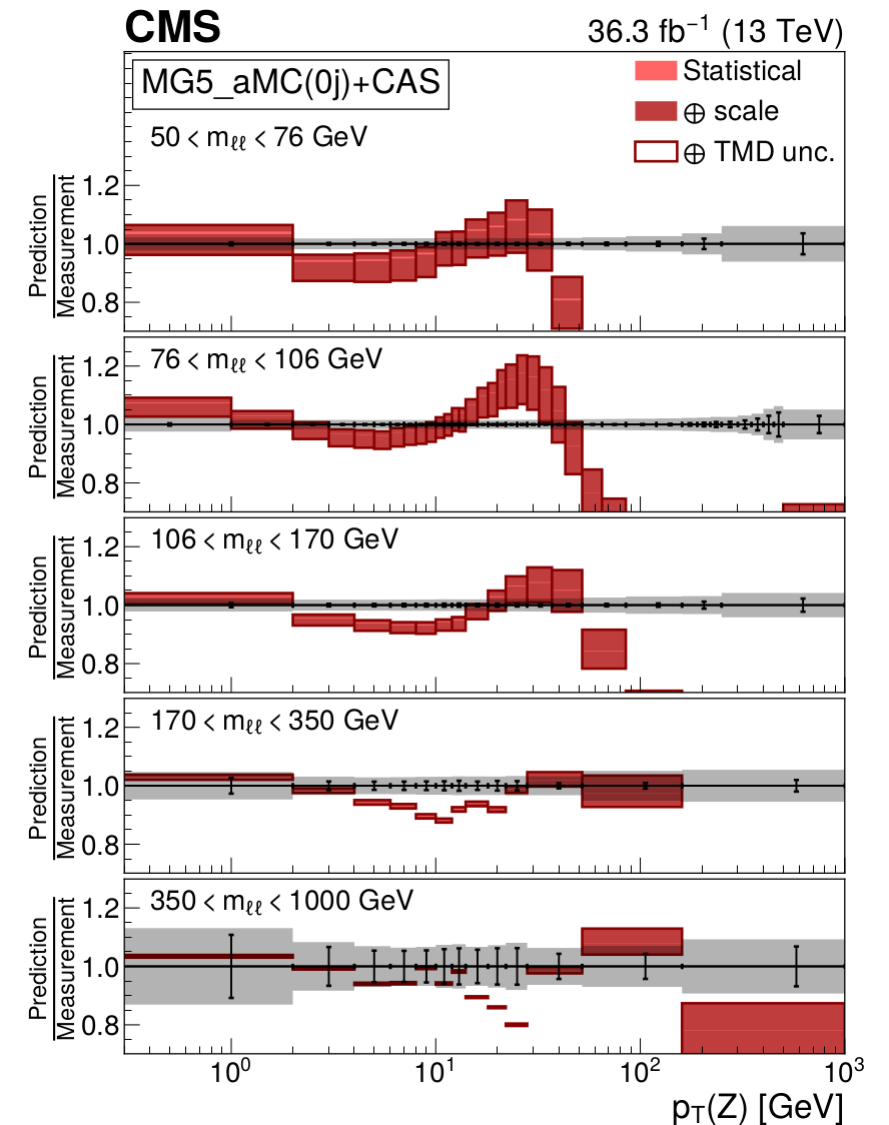 CMS 36.3 fb⁻¹ (13 TeV)
MG5_aMC(0j)+CAS
Statistical
⊕ scale
⊕ TMD unc.
50 < mℓℓ < 76 GeV
Prediction
Measurement
1.2
1.0
0.8
76 < mℓℓ < 106 GeV
Prediction
Measurement
1.2
1.0
0.8
106 < mℓℓ < 170 GeV
Prediction
Measurement
1.2
1.0
0.8
170 < mℓℓ < 350 GeV
Prediction
Measurement
1.2
1.0
0.8
350 < mℓℓ < 1000 GeV
Prediction
Measurement
1.2
1.0
0.8
10⁰ 10¹ 10² 10³
p_T(Z) [GeV]